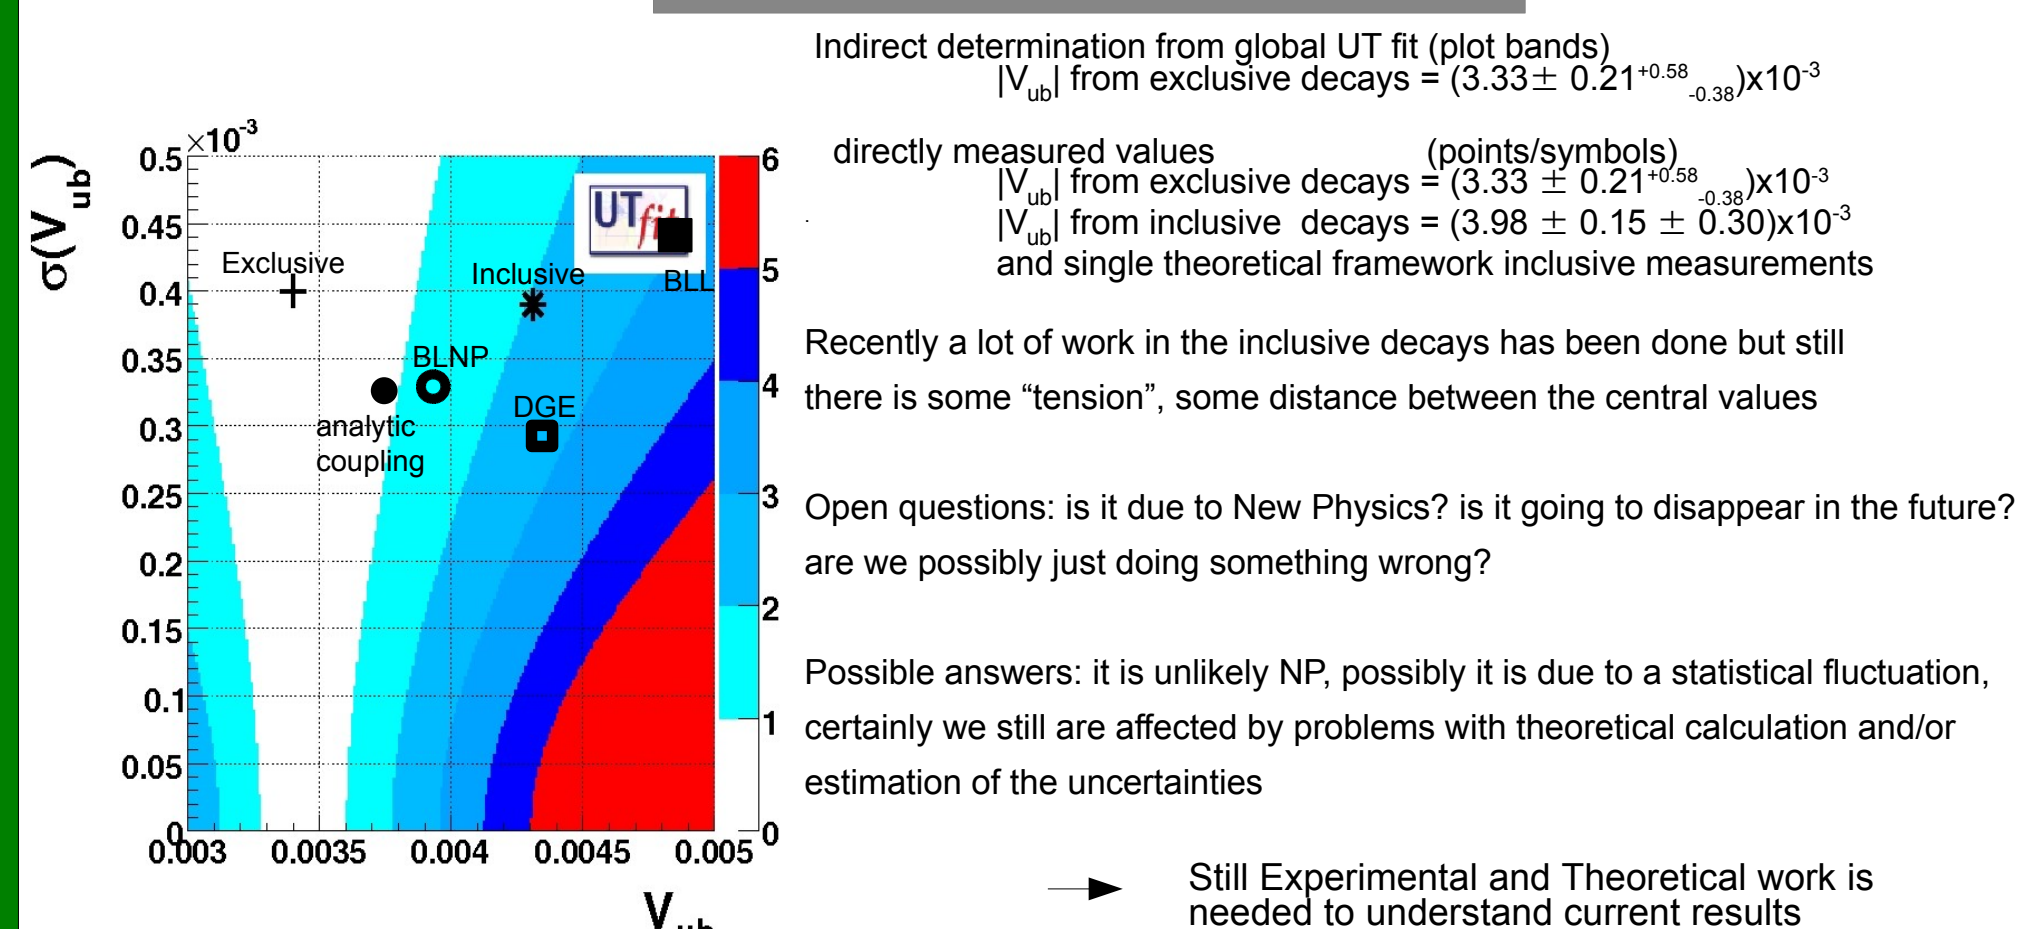 Indirect determination from global UT fit (plot bands)
|Vub| from exclusive decays = (3.33± 0.21+0.58 -0.38)x10-3
directly measured values (points/symbols)
|Vub| from exclusive decays = (3.33 ± 0.21+0.58 -0.38)x10-3
|Vub| from inclusive decays = (3.98 ± 0.15 ± 0.30)x10-3
and single theoretical framework inclusive measurements
Recently a lot of work in the inclusive decays has been done but still
there is some “tension”, some distance between the central values
Open questions: is it due to New Physics? is it going to disappear in the future?
are we possibly just doing something wrong?
Possible answers: it is unlikely NP, possibly it is due to a statistical fluctuation,
certainly we still are affected by problems with theoretical calculation and/or
estimation of the uncertainties
Still Experimental and Theoretical work is
needed to understand current results
σ(Vub)
×10-3
0.5
0.45
0.4
0.35
0.3
0.25
0.2
0.15
0.1
0.05
0
0.003 0.0035 0.004 0.0045 0.005
Vub
6
5
4
3
2
1
0
UTfit
Exclusive
Inclusive
BLL
BLNP
DGE
analytic
coupling